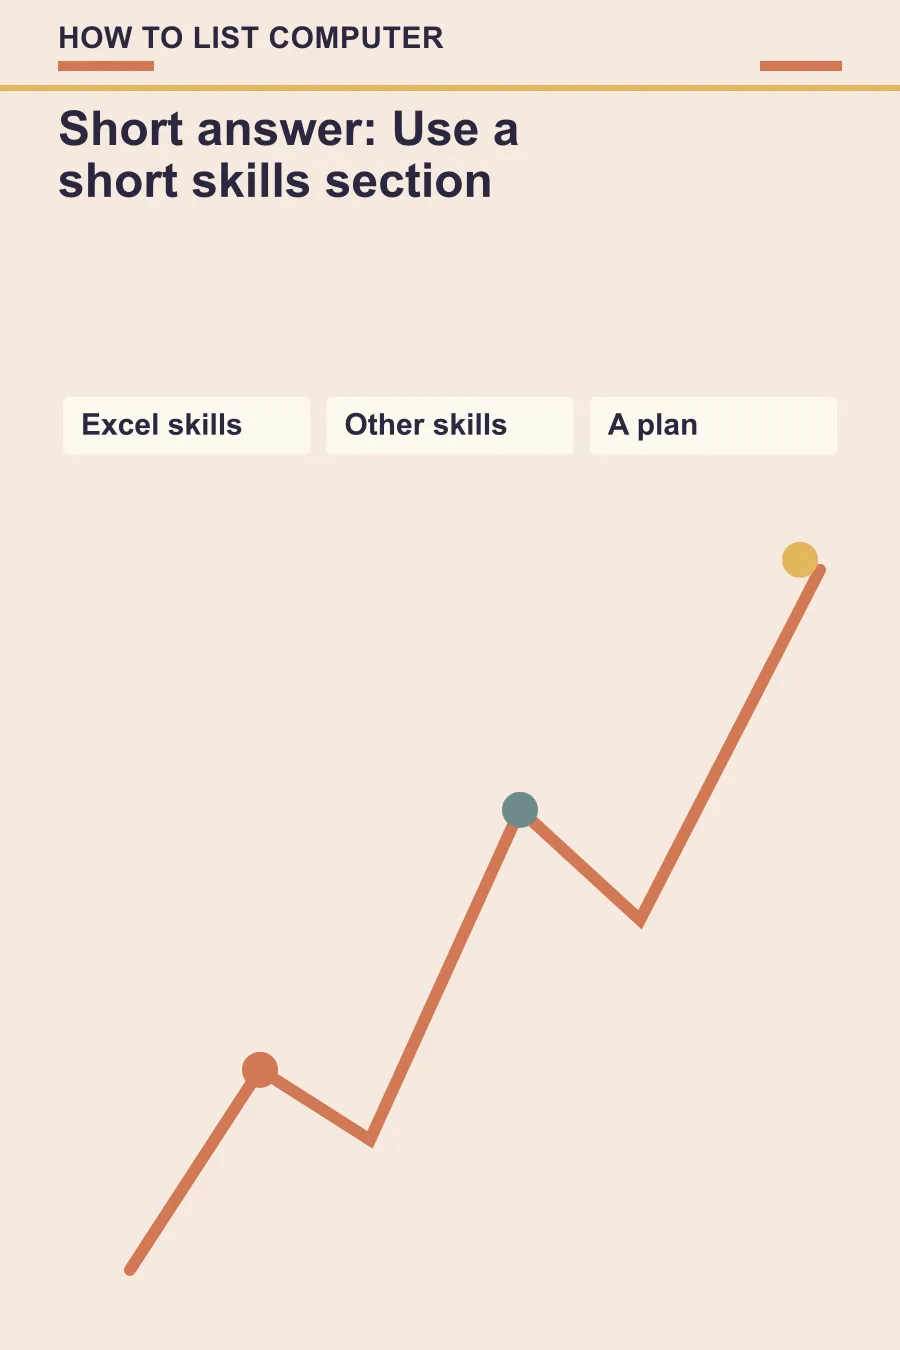 HOW TO LIST COMPUTER
Short answer: Use a
short skills section
Excel skills
Other skills
A plan